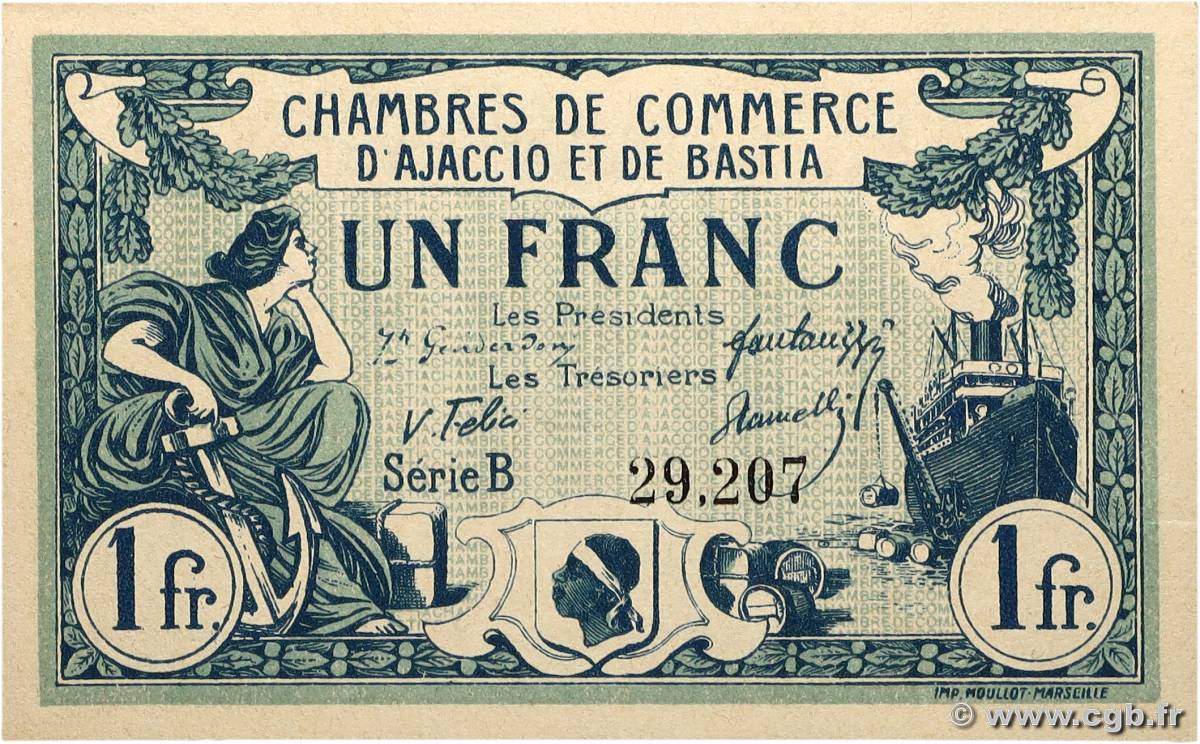 CHAMBRES DE COMMERCE
D'AJACCIO ET DE BASTIA
UN FRANC
Les Présidents
Les Trésoriers
V. Felici
Série B 29,207
1 fr. 1 fr.
IMP. MOULLOT-MARSEILLE
© www.cgb.fr